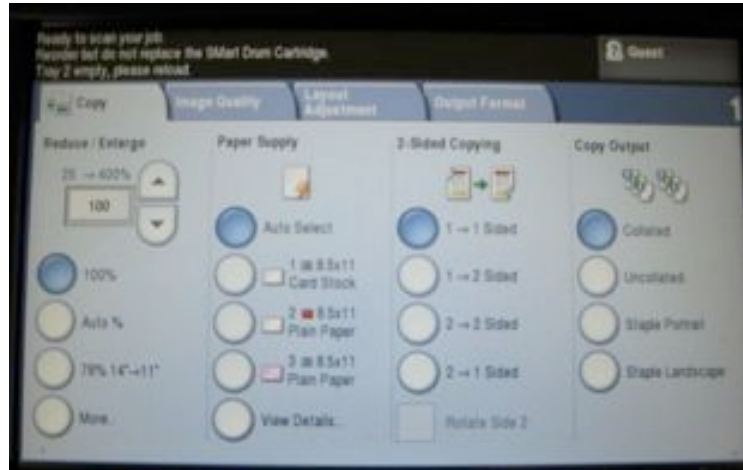 Ready to scan your job
Reorder but do not replace the SMart Drum Cartridge.
Tray 2 empty, please reload.
Guest
Copy
Image Quality
Layout
Adjustment
Output Format
1
Reduce / Enlarge
25 → 400%
100
100%
Auto %
78% 14"→11"
More...
Paper Supply
Auto Select
1 8.5x11
Card Stock
2 8.5x11
Plain Paper
3 8.5x11
Plain Paper
View Details...
2-Sided Copying
1 → 1 Sided
1 → 2 Sided
2 → 2 Sided
2 → 1 Sided
Rotate Side 2
Copy Output
Collated
Uncollated
Staple Portrait
Staple Landscape